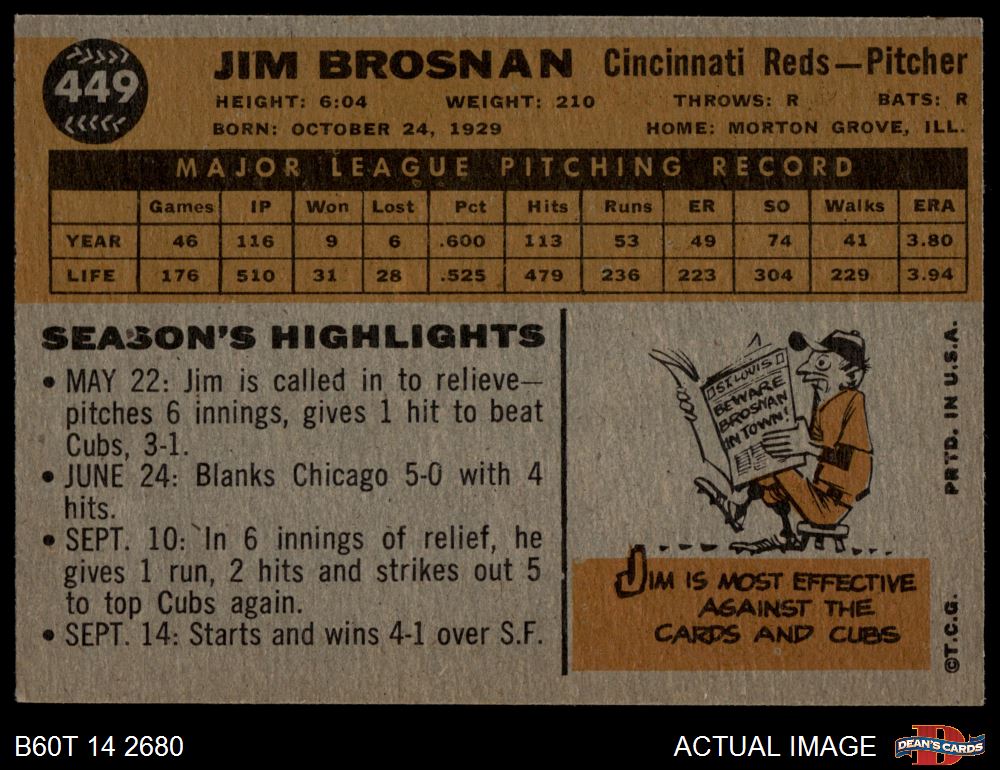 449
JIM BROSNAN Cincinnati Reds—Pitcher
HEIGHT: 6:04 WEIGHT: 210 THROWS: R BATS: R
BORN: OCTOBER 24, 1929 HOME: MORTON GROVE, ILL.
MAJOR LEAGUE PITCHING RECORD
Games IP Won Lost Pct Hits Runs ER SO Walks ERA
YEAR 46 116 9 6 .600 113 53 49 74 41 3.80
LIFE 176 510 31 28 .525 479 236 223 304 229 3.94
SEASON'S HIGHLIGHTS
• MAY 22: Jim is called in to relieve—
pitches 6 innings, gives 1 hit to beat
Cubs, 3-1.
• JUNE 24: Blanks Chicago 5-0 with 4
hits.
• SEPT. 10: In 6 innings of relief, he
gives 1 run, 2 hits and strikes out 5
to top Cubs again.
• SEPT. 14: Starts and wins 4-1 over S.F.
ST. LOUIS
BEWARE
BROSNAN
IN TOWN!
JIM IS MOST EFFECTIVE
AGAINST THE
CARDS AND CUBS
PRTD. IN U.S.A.
©T.C.G.
B60T 14 2680
ACTUAL IMAGE
DEAN'S CARDS